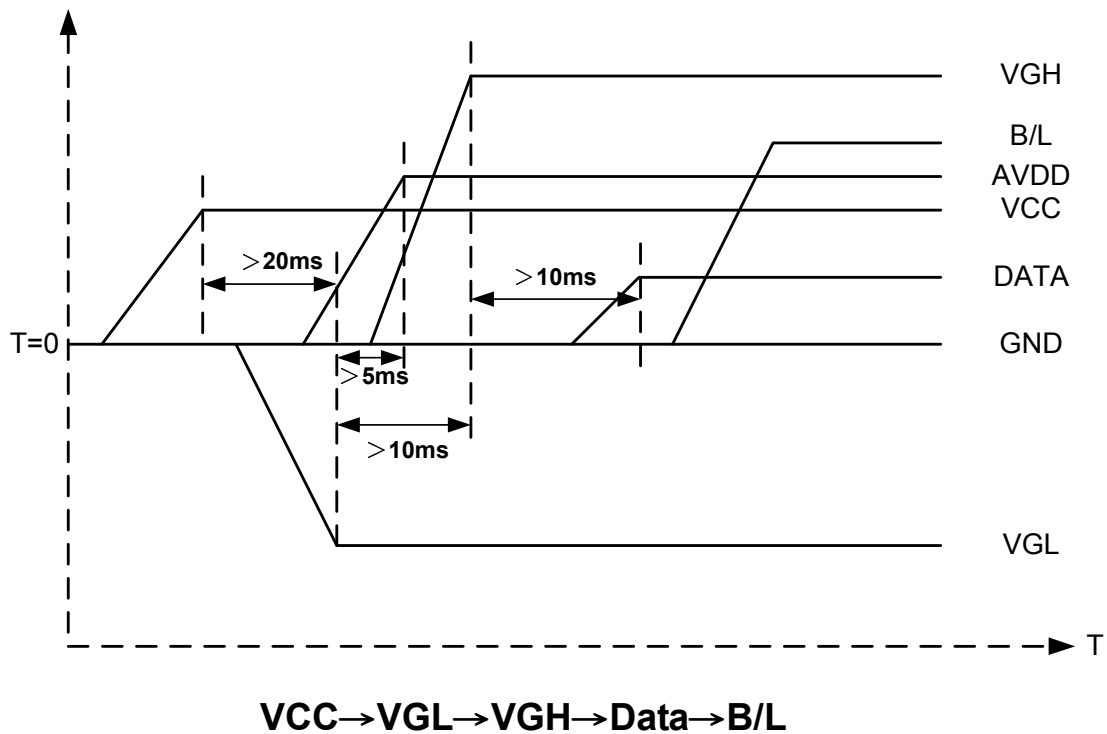 VGH
B/L
AVDD
VCC
>20ms
>10ms
DATA
T=0
GND
>5ms
>10ms
VGL
T
VCC→VGL→VGH→Data→B/L